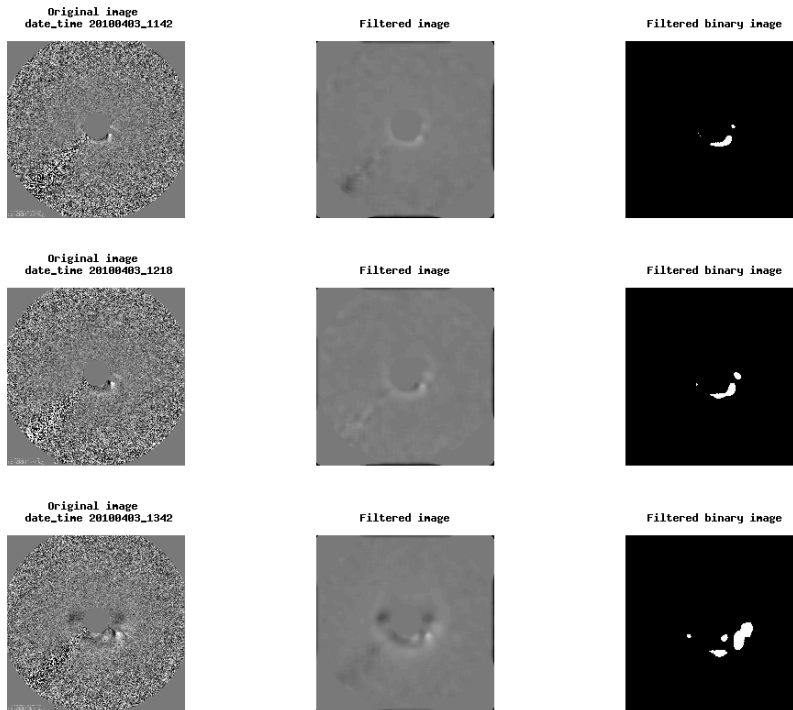 Original image
date_time 20100403_1142
Filtered image
Filtered binary image
Original image
date_time 20100403_1218
Filtered image
Filtered binary image
Original image
date_time 20100403_1342
Filtered image
Filtered binary image